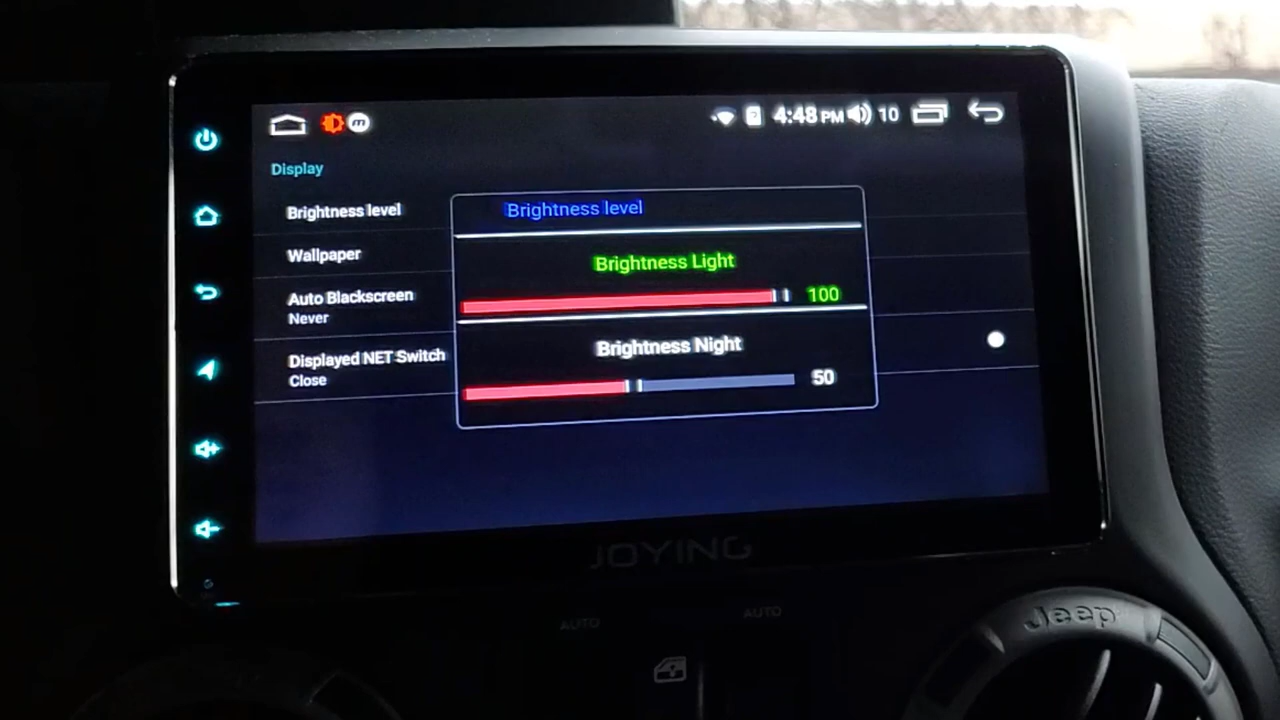 4:48 PM 10
Display
Brightness level
Wallpaper
Auto Blackscreen
Never
Displayed NET Switch
Close
Brightness level
Brightness Light
100
Brightness Night
50
JOYING
AUTO
AUTO
Jeep